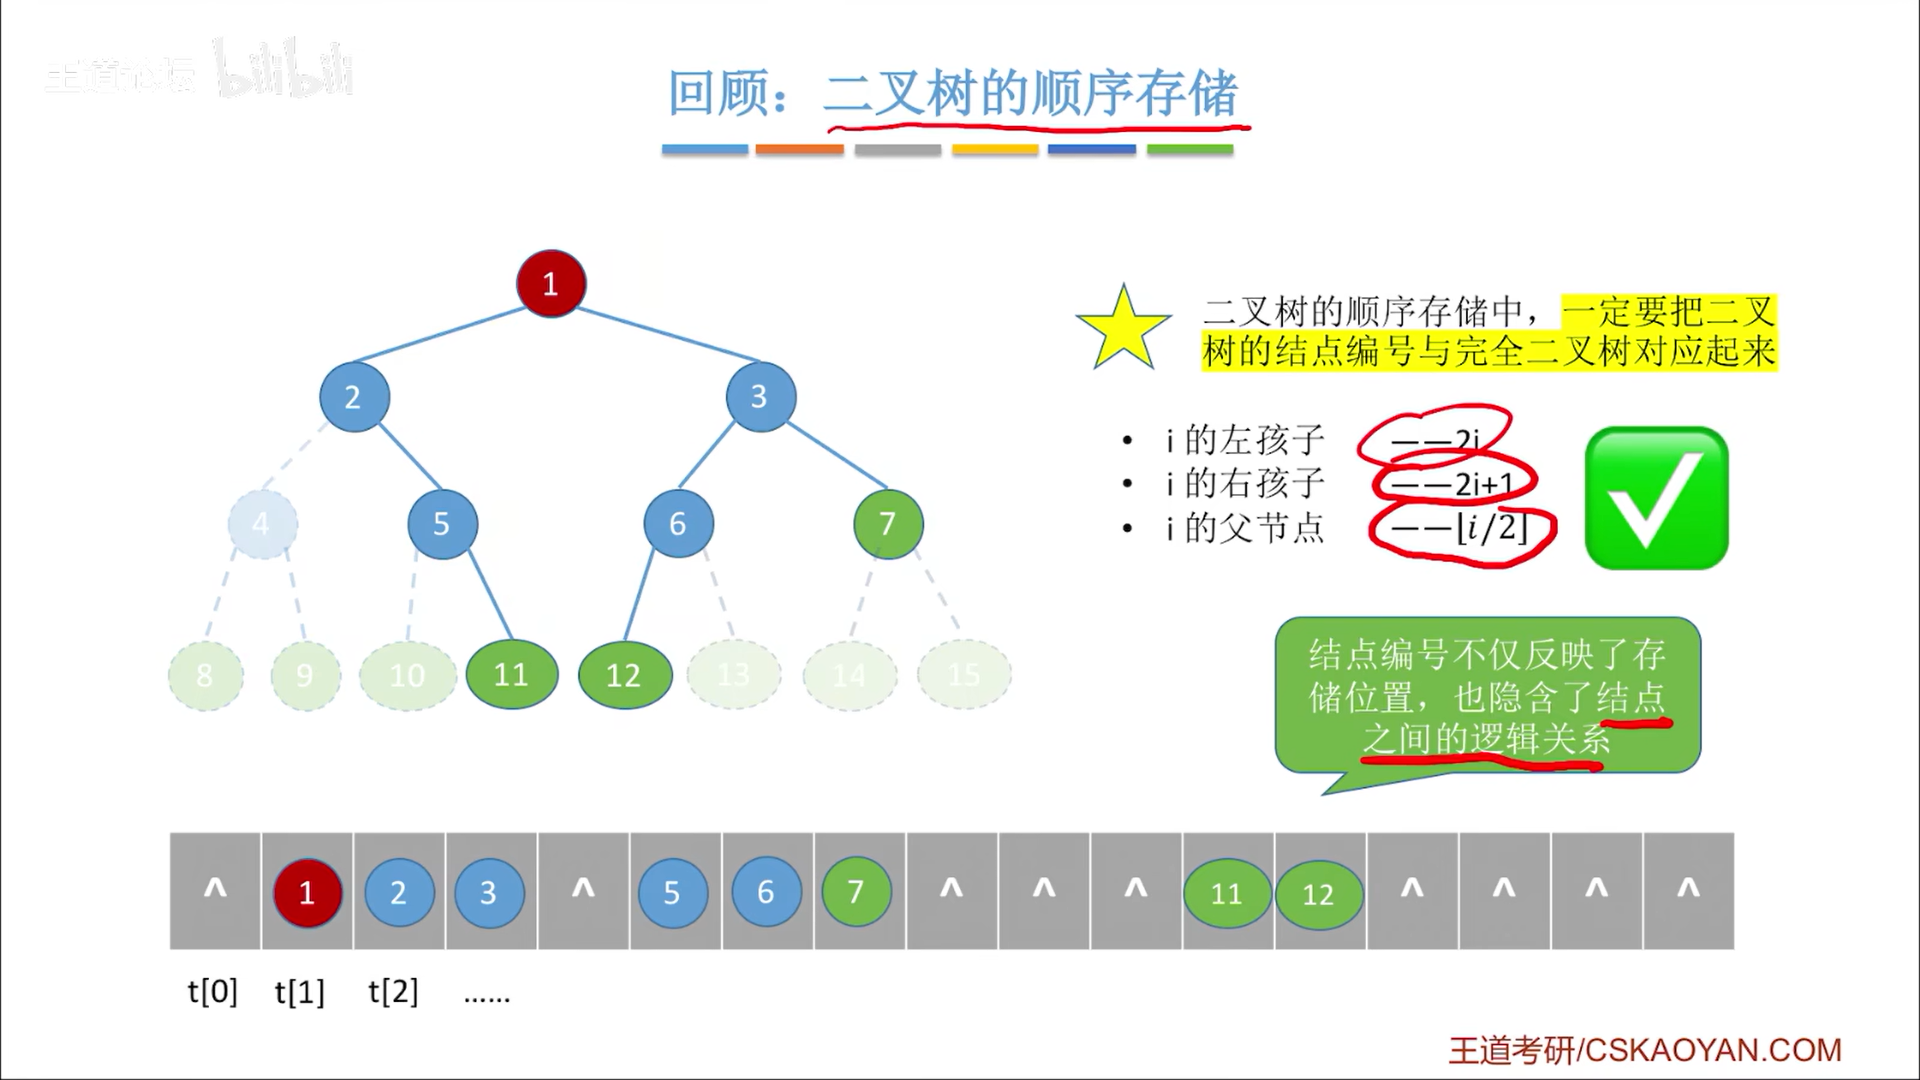 王道论坛 bilibili
回顾：二叉树的顺序存储
1
2 3
4 5 6 7
8 9 10 11 12 13 14 15
二叉树的顺序存储中，一定要把二叉
树的结点编号与完全二叉树对应起来
• i 的左孩子 ——2i
• i 的右孩子 ——2i+1
• i 的父节点 ——⌊i/2⌋
结点编号不仅反映了存
储位置，也隐含了结点
之间的逻辑关系
^ 1 2 3 ^ 5 6 7 ^ ^ ^ 11 12 ^ ^ ^ ^
t[0] t[1] t[2] ……
王道考研/CSKAOYAN.COM